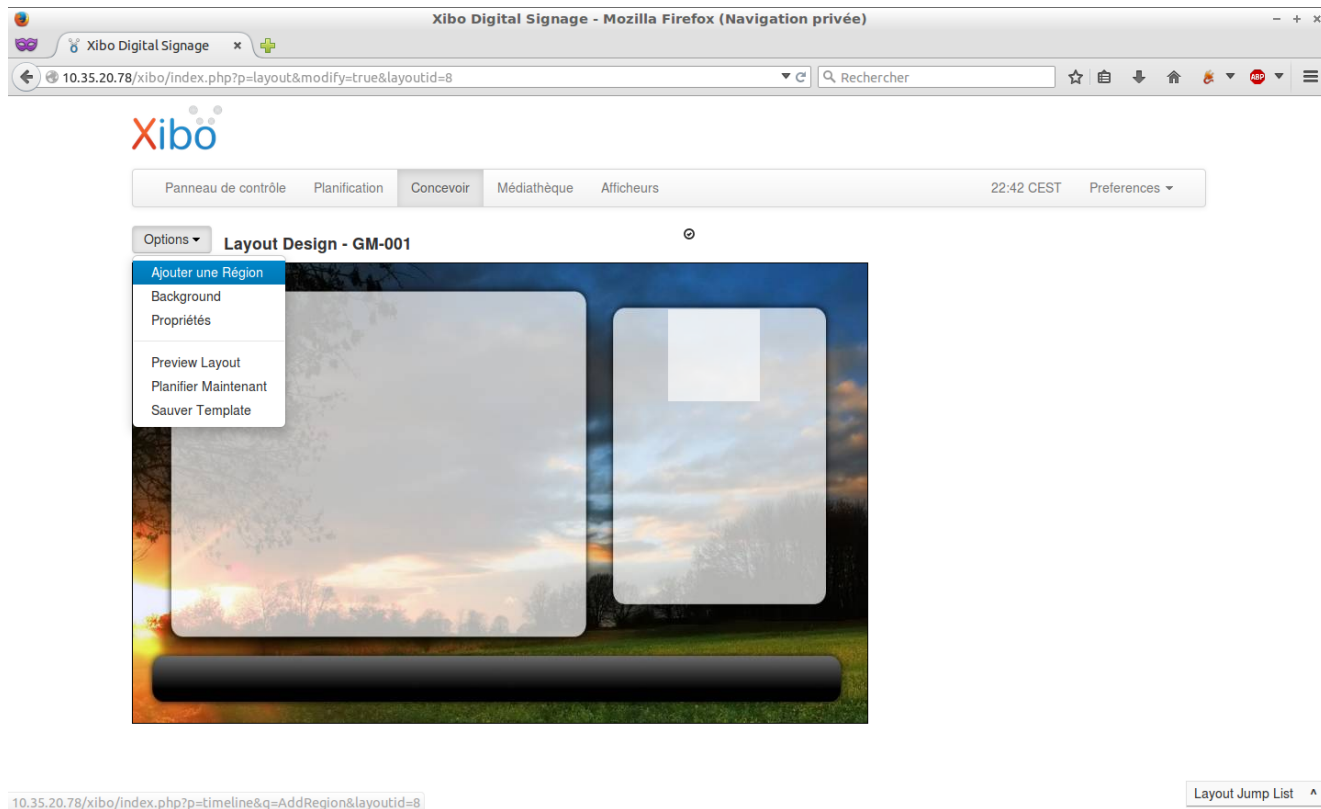 Xibo Digital Signage - Mozilla Firefox (Navigation privée)
Xibo Digital Signage
10.35.20.78/xibo/index.php?p=layout&modify=true&layoutid=8 Rechercher ABP
Xibo
Panneau de contrôle Planification Concevoir Médiathèque Afficheurs 22:42 CEST Preferences
Options Layout Design - GM-001
Ajouter une Région
Background
Propriétés
Preview Layout
Planifier Maintenant
Sauver Template
Layout Jump List
10.35.20.78/xibo/index.php?p=timeline&q=AddRegion&layoutid=8